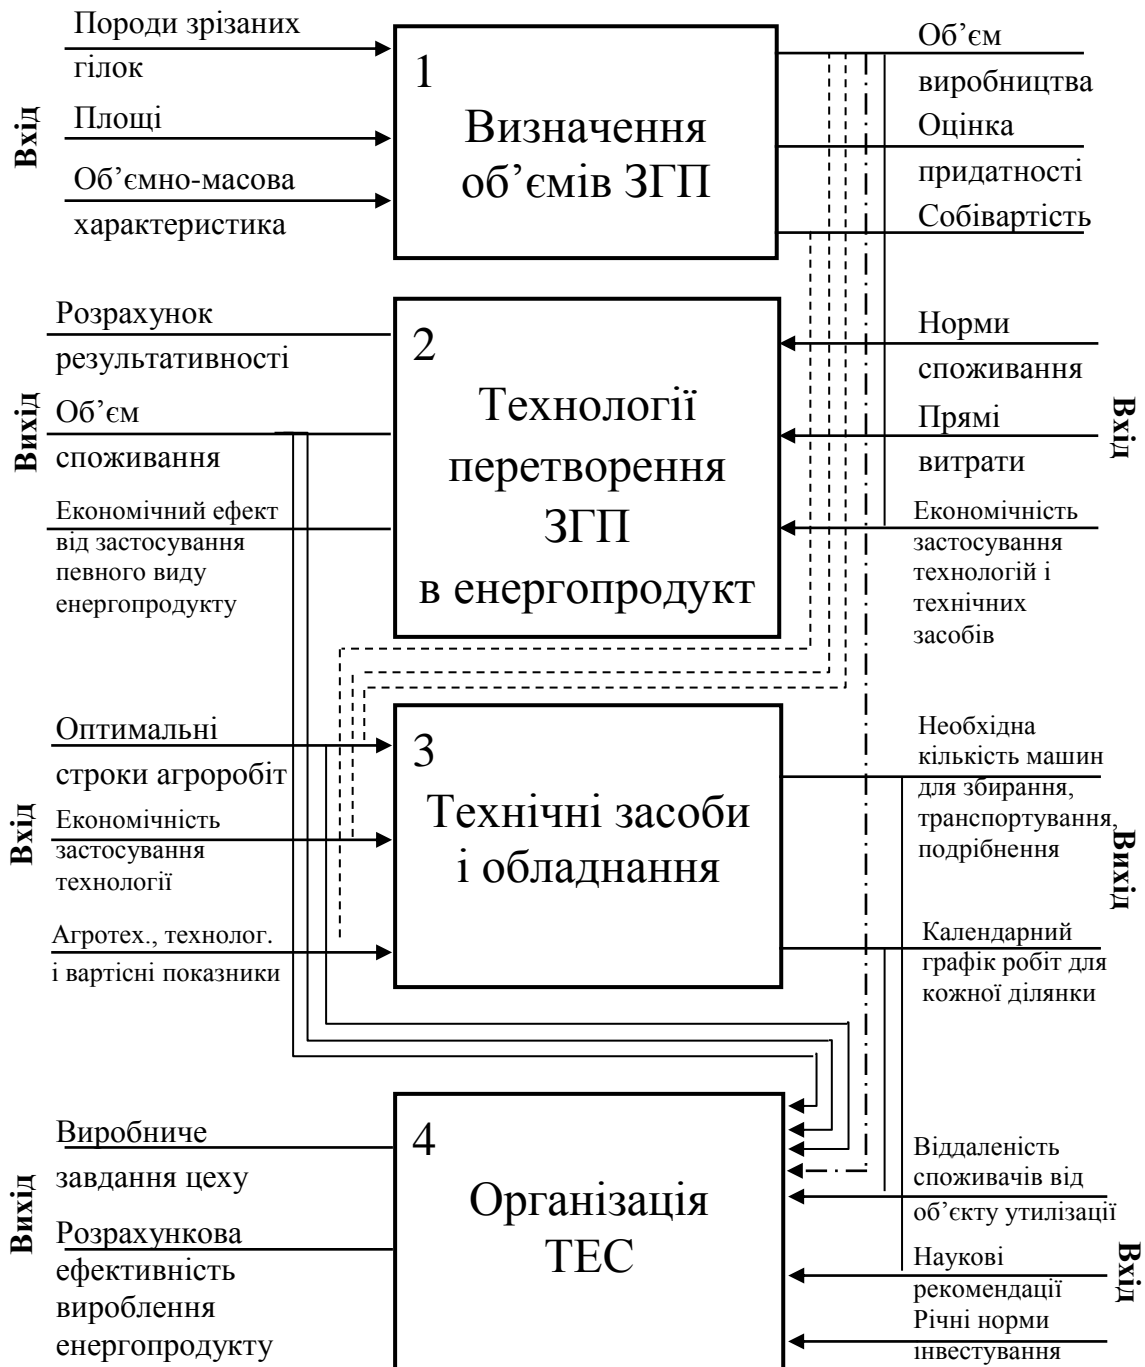 Породи зрізаних
гілок
Вхід
Площі
Об’ємно-масова
характеристика
1
Визначення
об’ємів ЗГП
Об’єм
виробництва
Оцінка
придатності
Собівартість
Розрахунок
результативності
Вихід
Об’єм
споживання
Економічний ефект
від застосування
певного виду
енергопродукту
2
Технології
перетворення
ЗГП
в енергопродукт
Норми
споживання
Прямі
витрати
Вхід
Економічність
застосування
технологій і
технічних
засобів
Оптимальні
строки агроробіт
Вхід
Економічність
застосування
технології
Агротех., технолог.
і вартісні показники
3
Технічні засоби
і обладнання
Необхідна
кількість машин
для збирання,
транспортування,
подрібнення
Вихід
Календарний
графік робіт для
кожної ділянки
Виробниче
завдання цеху
Вихід
Розрахункова
ефективність
вироблення
енергопродукту
4
Організація
ТЕС
Віддаленість
споживачів від
об’єкту утилізації
Вхід
Наукові
рекомендації
Річні норми
інвестування